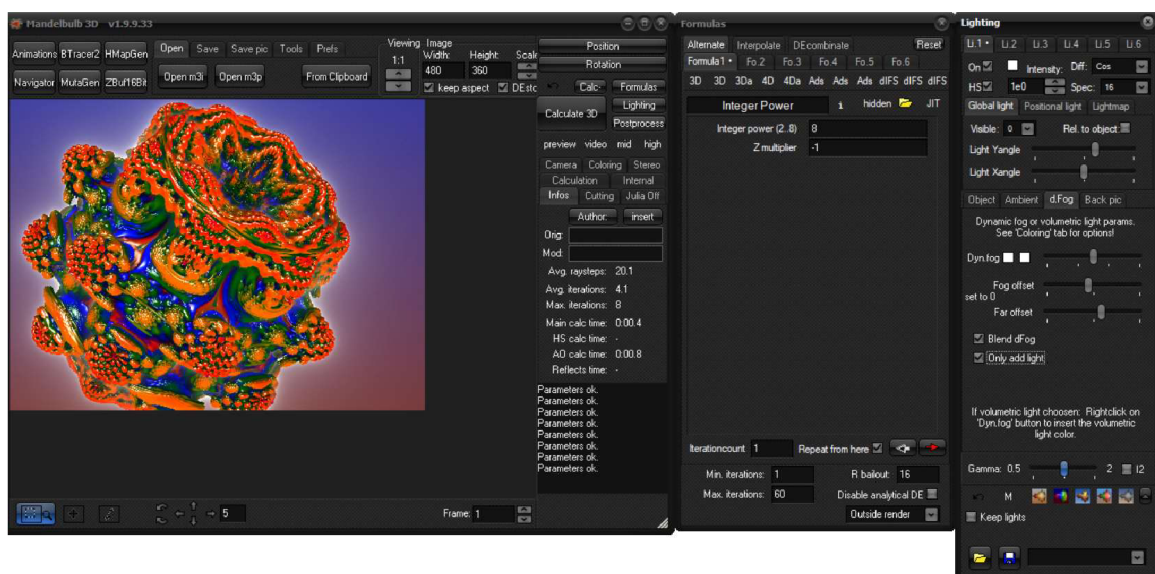 Mandelbulb 3D v1.9.9.33
Animations BTracer2 HMapGen
Navigator MutaGen ZBuf16Bit
Open Save Save pic Tools Prefs
Open m3i Open m3p From Clipboard
Viewing Image
1:1 Width: Height: Scale
480 360
keep aspect DEstc
Position
Rotation
Calc- Formulas
Calculate 3D Lighting
Postprocess
preview video mid high
Camera Coloring Stereo
Calculation Internal
Infos Cutting Julia Off
Author: insert
Orig:
Mod:
Avg. raysteps: 20.1
Avg. iterations: 4.1
Max. iterations: 8
Main calc time: 0:00.4
HS calc time: -
AO calc time: 0:00.8
Reflects time: -
Parameters ok.
Parameters ok.
Parameters ok.
Parameters ok.
Parameters ok.
Parameters ok.
Parameters ok.
Parameters ok.
5
Frame: 1
Formulas
Alternate Interpolate DEcombinate Reset
Formula1 • Fo.2 Fo.3 Fo.4 Fo.5 Fo.6
3D 3D 3Da 4D 4Da Ads Ads Ads dIFS dIFS dIFS
Integer Power i hidden JIT
Integer power (2..8) 8
Z multiplier -1
Iterationcount 1 Repeat from here
Min. iterations: 1 R bailout: 16
Max. iterations: 60 Disable analytical DE
Outside render
Lighting
Li.1 • Li.2 Li.3 Li.4 Li.5 Li.6
On Intensity: Diff: Cos
HS 1e0 Spec: 16
Global light Positional light Lightmap
Visible: 0 Rel. to object:
Light Yangle
Light Xangle
Object Ambient d.Fog Back pic
Dynamic fog or volumetric light params.
See 'Coloring' tab for options!
Dyn.fog
Fog offset
set to 0
Far offset
Blend dFog
Only add light
If volumetric light choosen: Rightclick on
'Dyn.fog' button to insert the volumetric
light color.
Gamma: 0.5 2 I2
M
Keep lights